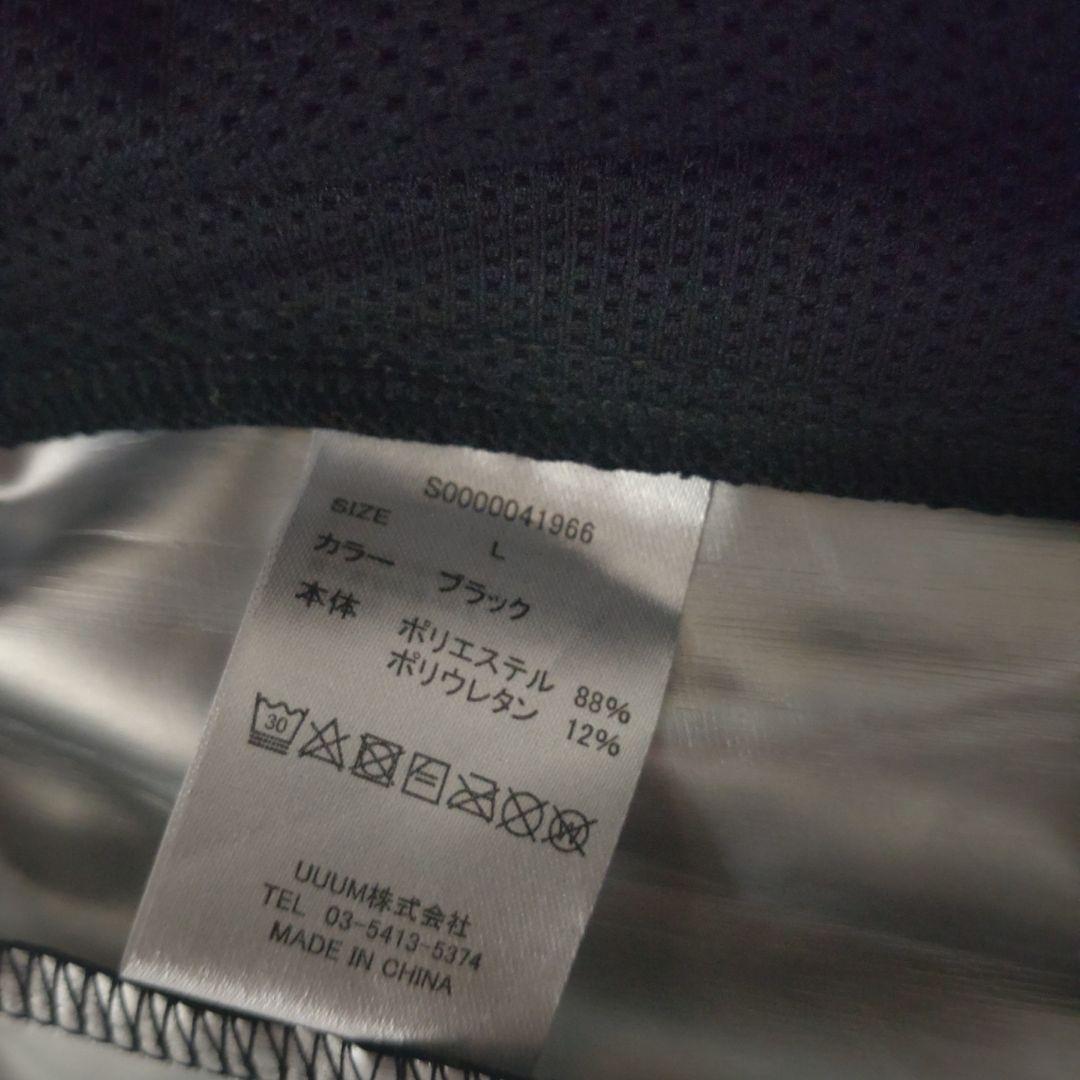 S0000041966
SIZE L
カラー ブラック
本体 ポリエステル 88%
ポリウレタン 12%
30
W
UUUM株式会社
TEL 03-5413-5374
MADE IN CHINA